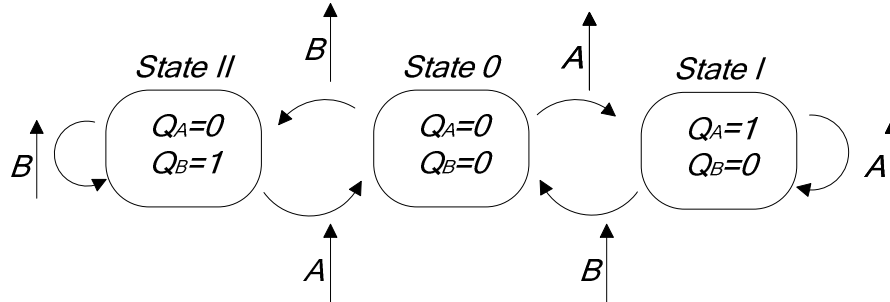 B
A
State II
State 0
State I
QA=0
QB=1
QA=0
QB=0
QA=1
QB=0
B
A
A
B